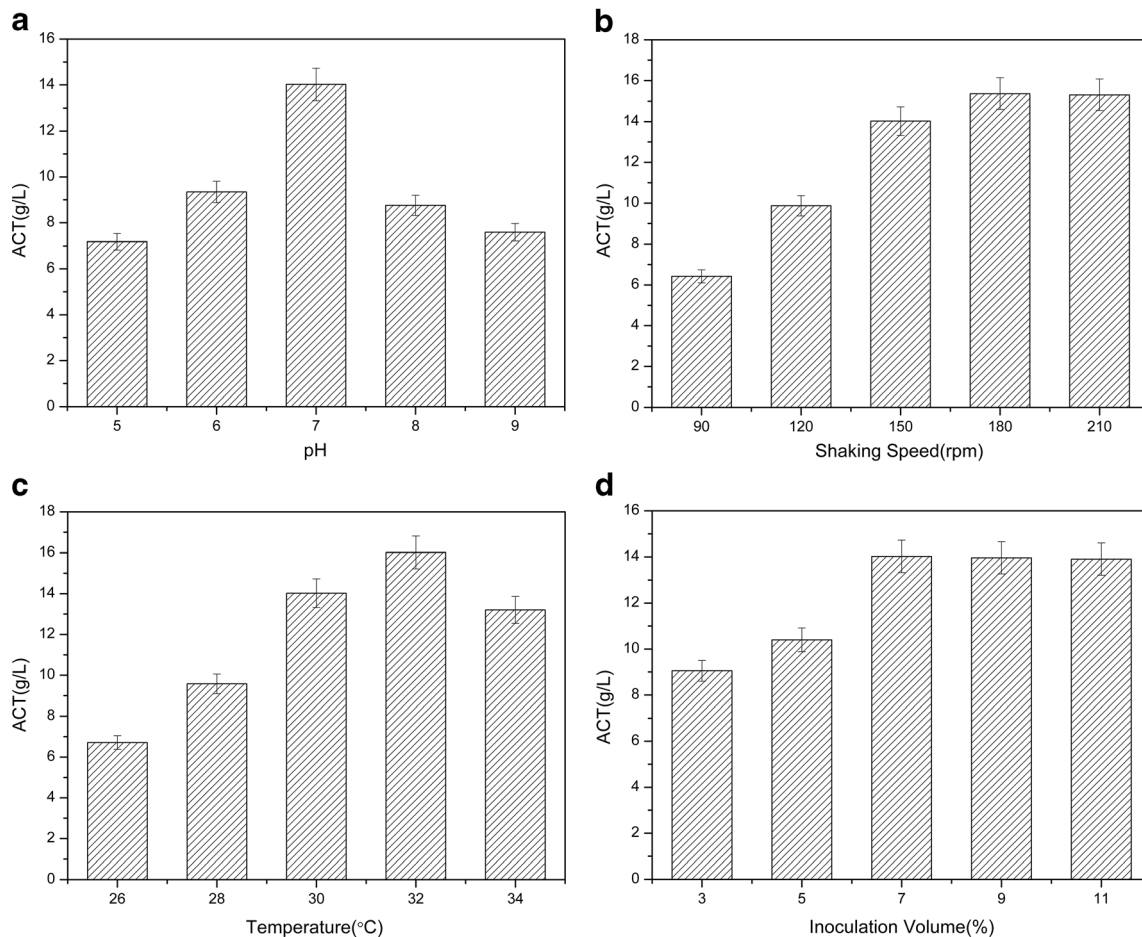 a
16
14
12
10
8
6
4
2
0
ACT(g/L)
5 6 7 8 9
pH
b
18
16
14
12
10
8
6
4
2
0
ACT(g/L)
90 120 150 180 210
Shaking Speed(rpm)
c
18
16
14
12
10
8
6
4
2
0
ACT(g/L)
26 28 30 32 34
Temperature(°C)
d
16
14
12
10
8
6
4
2
0
ACT(g/L)
3 5 7 9 11
Inoculation Volume(%)